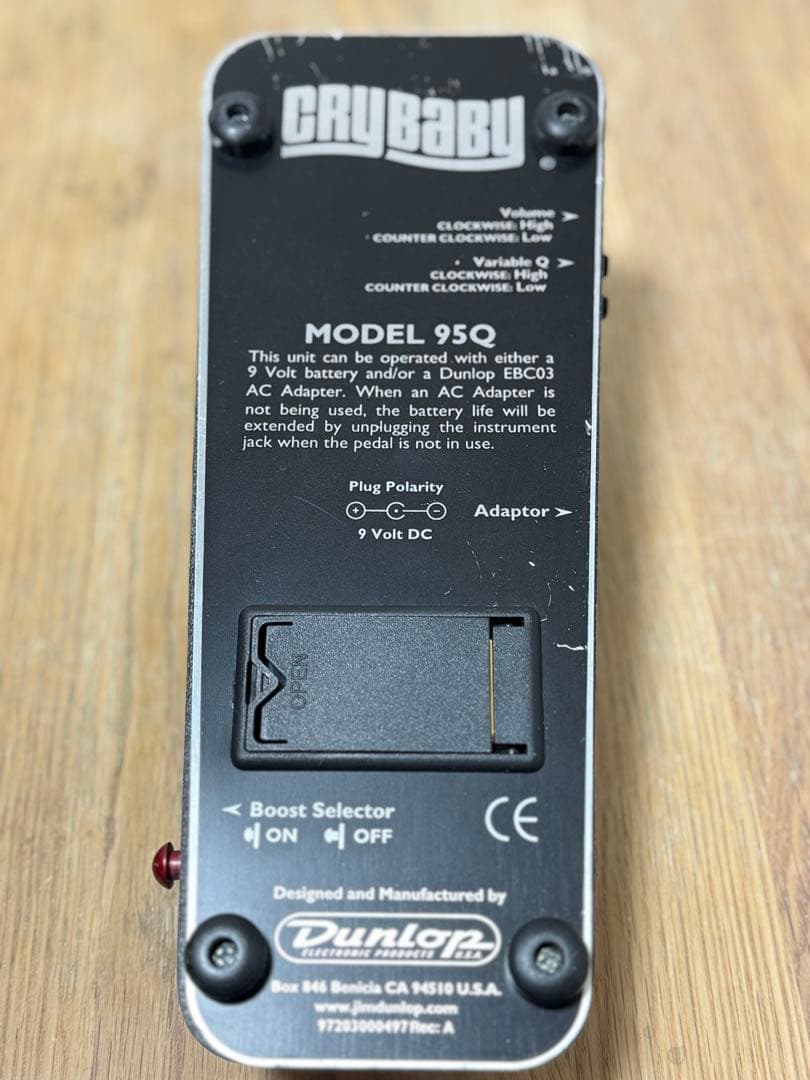 CRYBABY
®
Volume
CLOCKWISE: High
COUNTER CLOCKWISE: Low
Variable Q
CLOCKWISE: High
COUNTER CLOCKWISE: Low
MODEL 95Q
This unit can be operated with either a
9 Volt battery and/or a Dunlop EBC03
AC Adapter. When an AC Adapter is
not being used, the battery life will be
extended by unplugging the instrument
jack when the pedal is not in use.
Plug Polarity
+ −
Adaptor
9 Volt DC
OPEN
Boost Selector
ON OFF
CE
Designed and Manufactured by
Dunlop
ELECTRONIC PRODUCTS U.S.A.
Box 846 Benicia CA 94510 U.S.A.
www.jimdunlop.com
97203000497 Rec: A